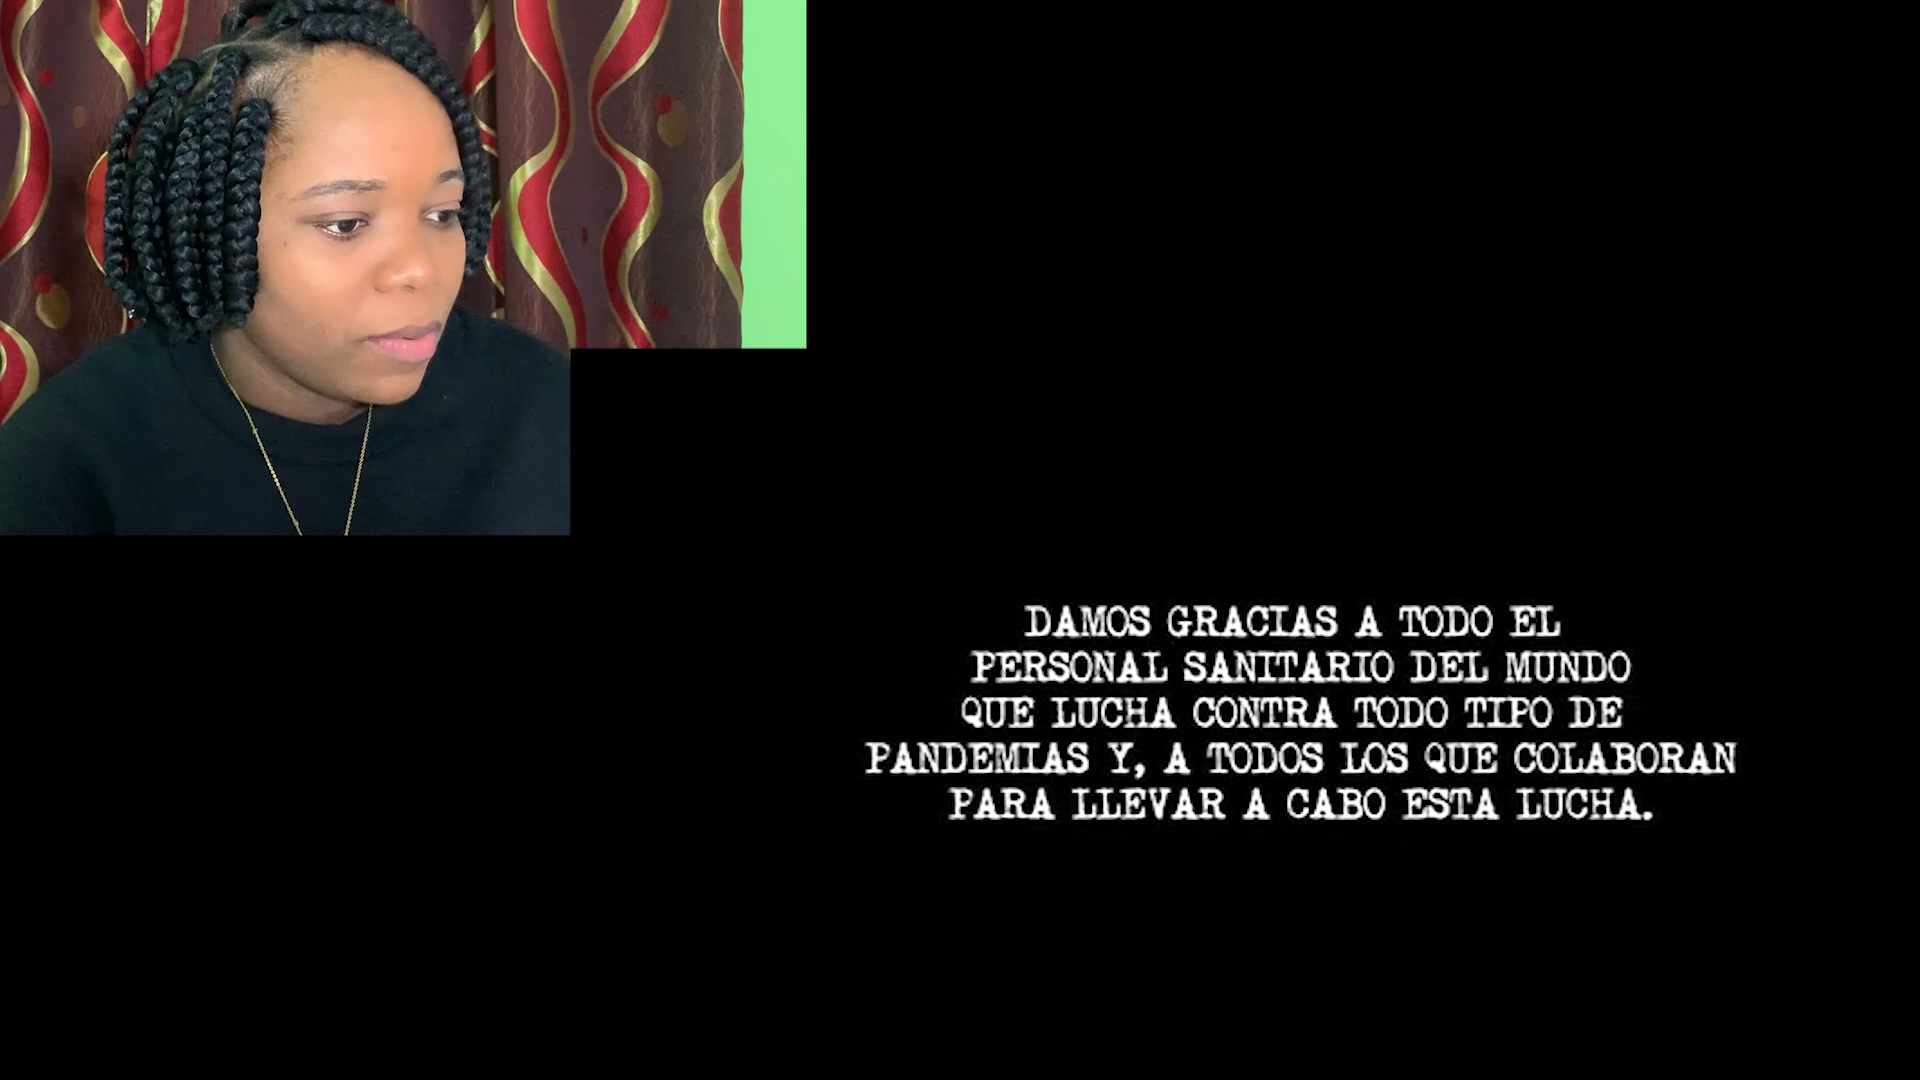 DAMOS GRACIAS A TODO EL
PERSONAL SANITARIO DEL MUNDO
QUE LUCHA CONTRA TODO TIPO DE
PANDEMIAS Y, A TODOS LOS QUE COLABORAN
PARA LLEVAR A CABO ESTA LUCHA.